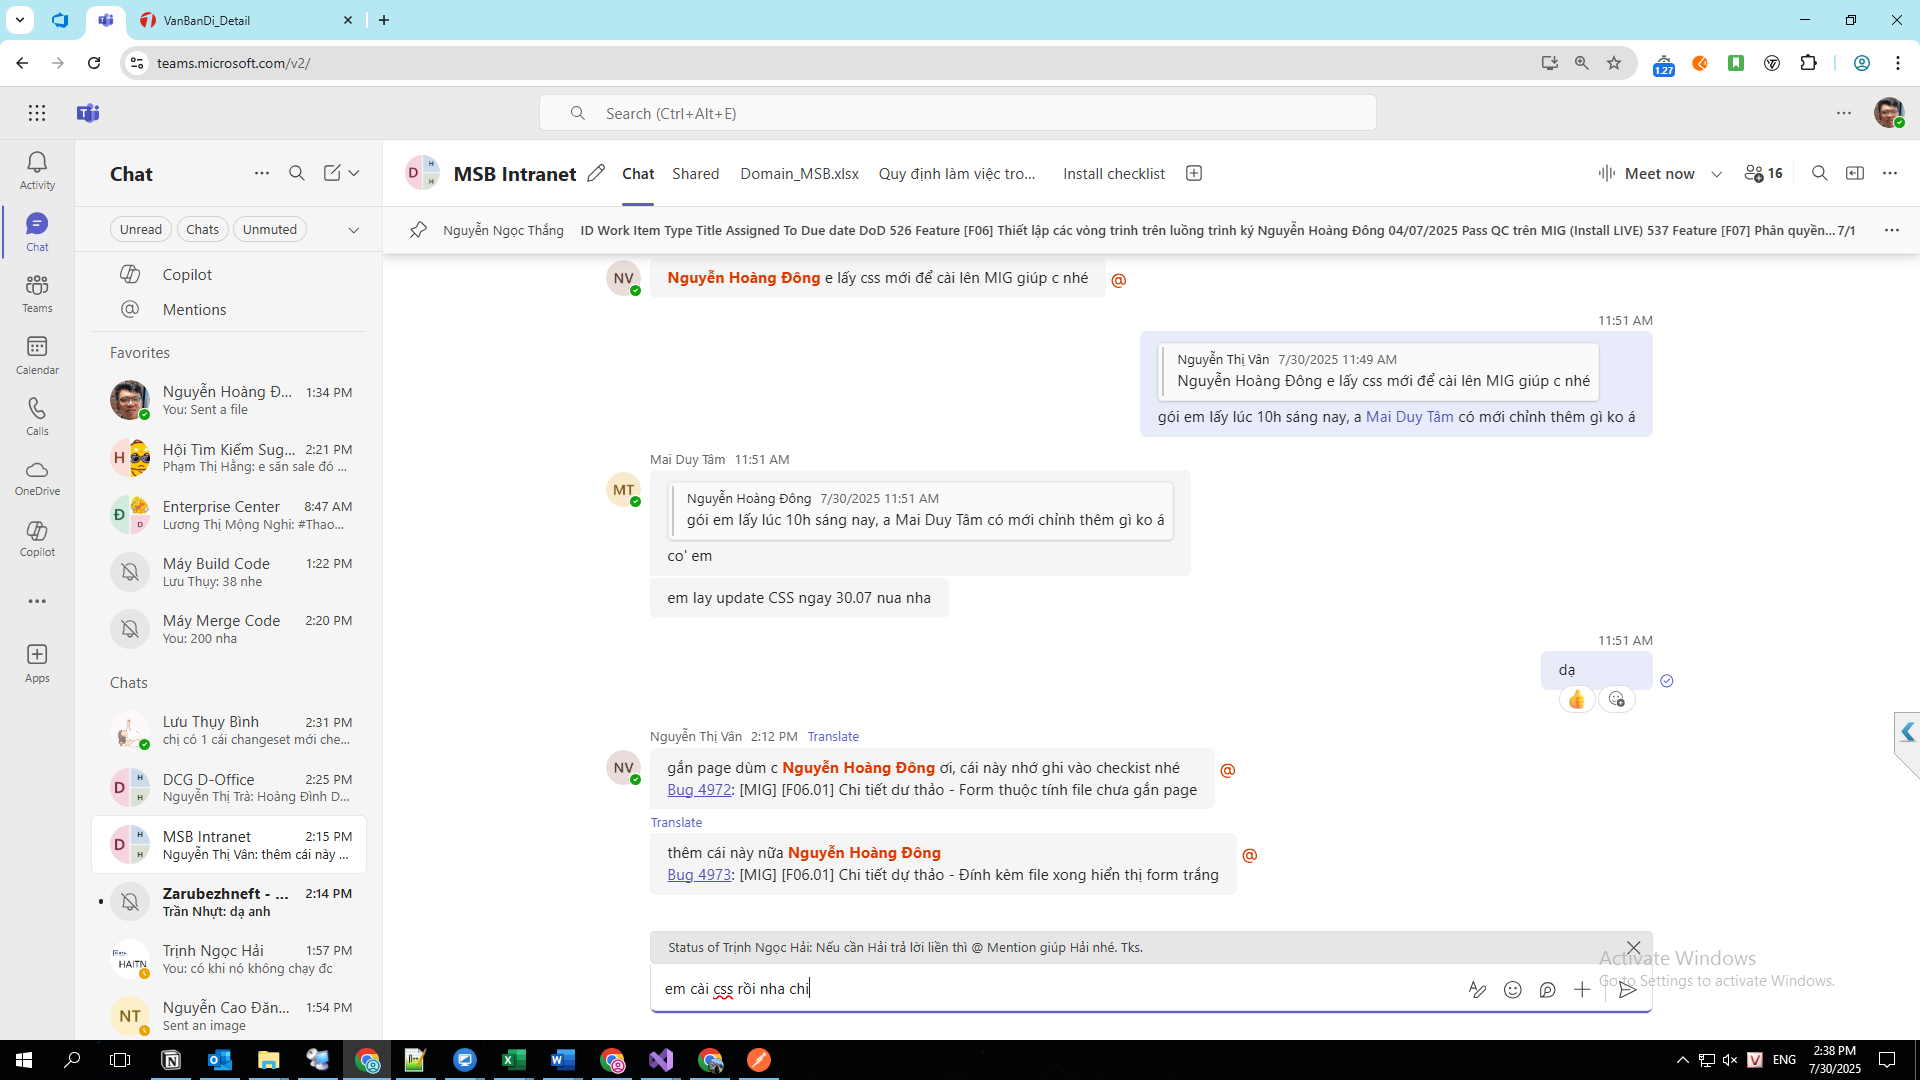 VanBanDi_Detail
teams.microsoft.com/v2/
1.27
Search (Ctrl+Alt+E)
Activity
Chat
Teams
Calendar
Calls
OneDrive
Copilot
Apps
Chat
Unread
Chats
Unmuted
Copilot
Mentions
Favorites
Nguyễn Hoàng Đ... 1:34 PM
You: Sent a file
Hội Tìm Kiếm Sug... 2:21 PM
Phạm Thị Hằng: e săn sale đó ...
Enterprise Center 8:47 AM
Lương Thị Mộng Nghi: #Thao...
Máy Build Code 1:22 PM
Lưu Thụy: 38 nhe
Máy Merge Code 2:20 PM
You: 200 nha
Chats
Lưu Thụy Bình 2:31 PM
chị có 1 cái changeset mới che...
DCG D-Office 2:25 PM
Nguyễn Thị Trà: Hoàng Đình D...
MSB Intranet 2:15 PM
Nguyễn Thị Vân: thêm cái này ...
Zarubezhneft - ... 2:14 PM
Trần Nhựt: dạ anh
Trịnh Ngọc Hải 1:57 PM
You: có khi nó không chạy đc
Nguyễn Cao Đăn... 1:54 PM
Sent an image
MSB Intranet
Chat
Shared
Domain_MSB.xlsx
Quy định làm việc tro...
Install checklist
Meet now
16
Nguyễn Ngọc Thắng ID Work Item Type Title Assigned To Due date DoD 526 Feature [F06] Thiết lập các vòng trình trên luồng trình ký Nguyễn Hoàng Đông 04/07/2025 Pass QC trên MIG (Install LIVE) 537 Feature [F07] Phân quyền... 7/1
NV
Nguyễn Hoàng Đông e lấy css mới để cài lên MIG giúp c nhé
11:51 AM
Nguyễn Thị Vân 7/30/2025 11:49 AM
Nguyễn Hoàng Đông e lấy css mới để cài lên MIG giúp c nhé
gói em lấy lúc 10h sáng nay, a Mai Duy Tâm có mới chỉnh thêm gì ko á
Mai Duy Tâm 11:51 AM
MT
Nguyễn Hoàng Đông 7/30/2025 11:51 AM
gói em lấy lúc 10h sáng nay, a Mai Duy Tâm có mới chỉnh thêm gì ko á
co' em
em lay update CSS ngay 30.07 nua nha
11:51 AM
dạ
Nguyễn Thị Vân 2:12 PM Translate
NV
gắn page dùm c Nguyễn Hoàng Đông ơi, cái này nhớ ghi vào checkist nhé
Bug 4972: [MIG] [F06.01] Chi tiết dư thảo - Form thuộc tính file chưa gắn page
Translate
thêm cái này nữa Nguyễn Hoàng Đông
Bug 4973: [MIG] [F06.01] Chi tiết dự thảo - Đính kèm file xong hiển thị form trắng
Status of Trịnh Ngọc Hải: Nếu cần Hải trả lời liền thì @ Mention giúp Hải nhé. Tks.
em cài css rồi nha chi
Activate Windows
Go to Settings to activate Windows.
ENG
2:38 PM
7/30/2025